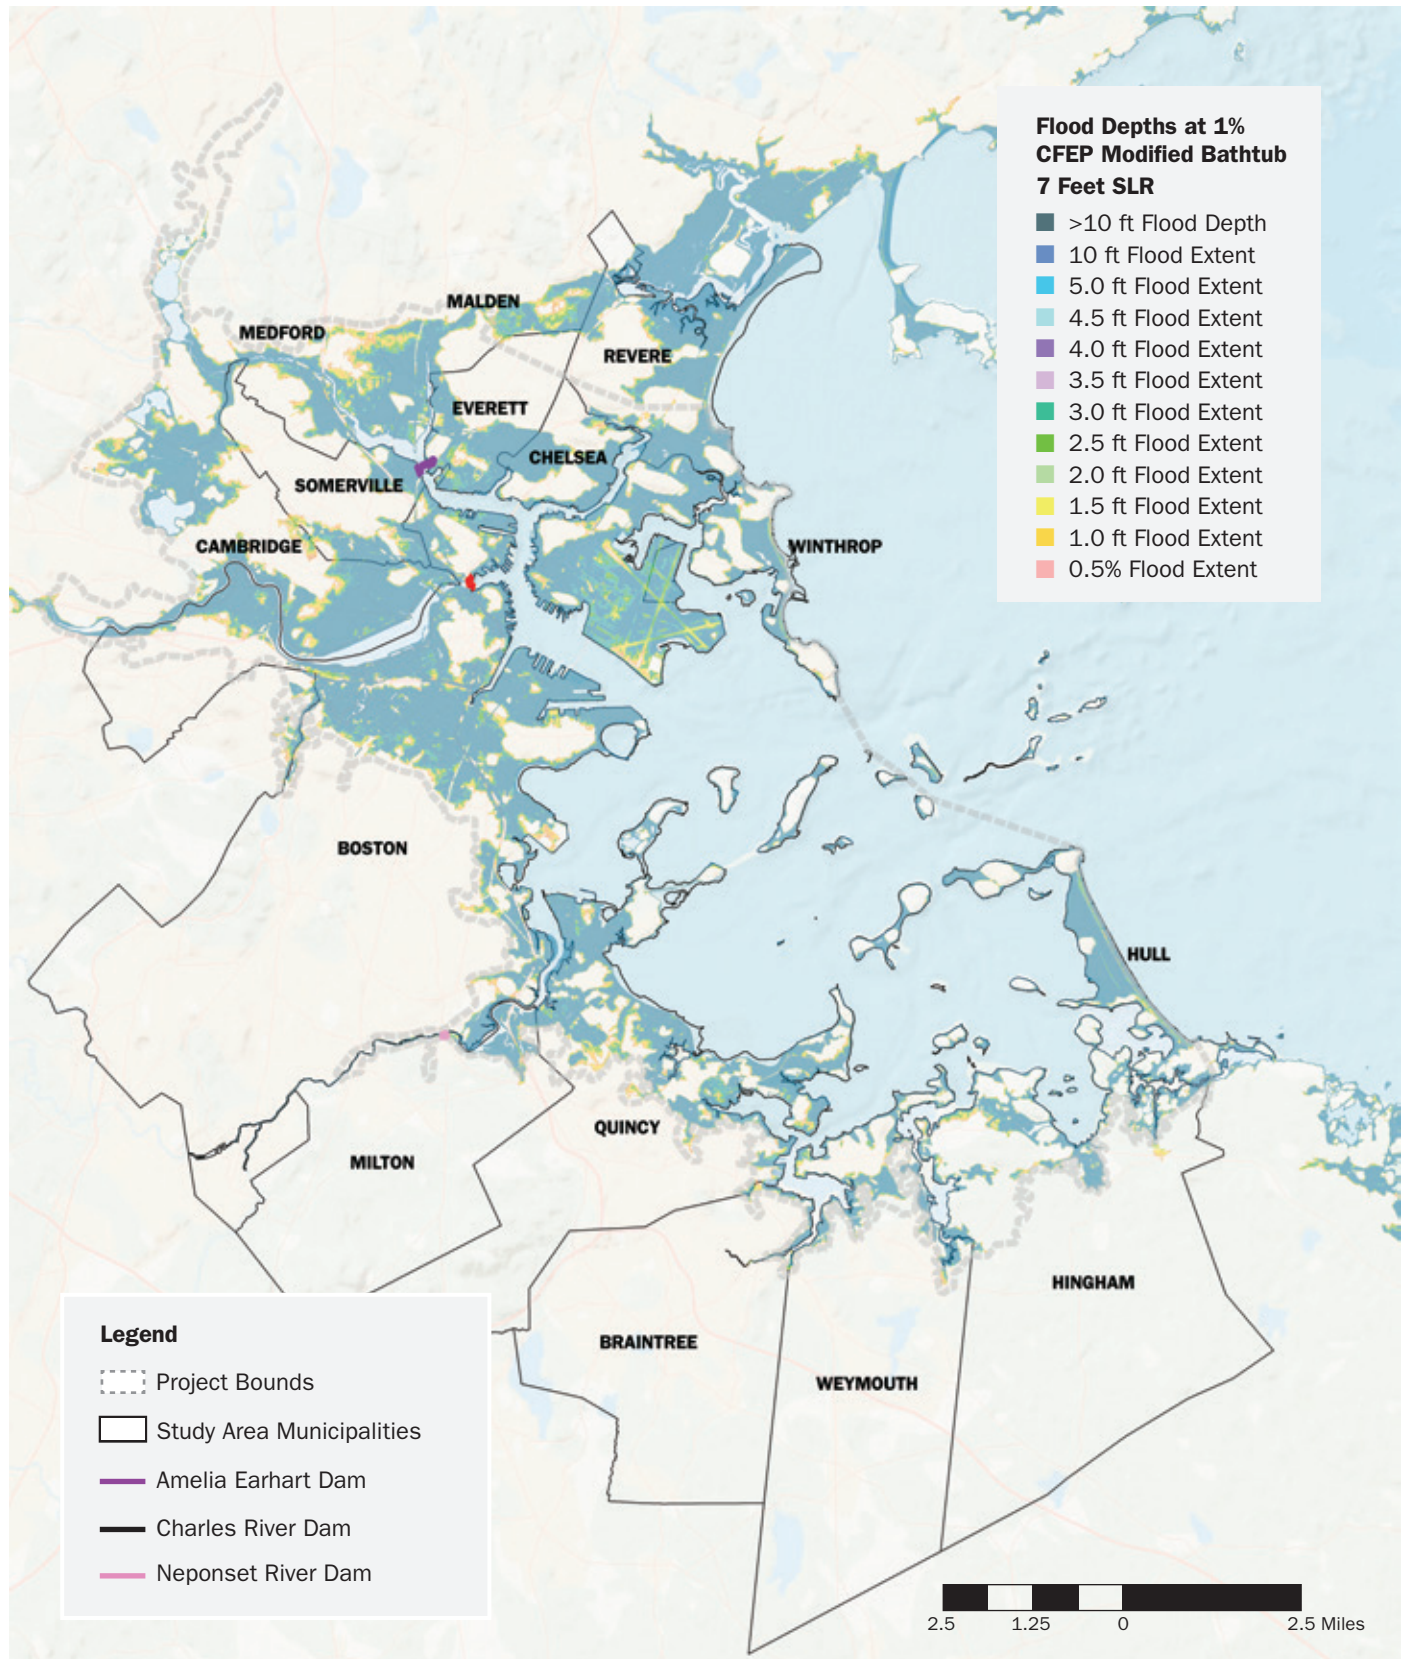 Flood Depths at 1%
CFEP Modified Bathtub
7 Feet SLR
>10 ft Flood Depth
10 ft Flood Extent
5.0 ft Flood Extent
4.5 ft Flood Extent
4.0 ft Flood Extent
3.5 ft Flood Extent
3.0 ft Flood Extent
2.5 ft Flood Extent
2.0 ft Flood Extent
1.5 ft Flood Extent
1.0 ft Flood Extent
0.5% Flood Extent
MALDEN
MEDFORD
REVERE
EVERETT
CHELSEA
SOMERVILLE
CAMBRIDGE
WINTHROP
BOSTON
HULL
QUINCY
MILTON
HINGHAM
BRAINTREE
WEYMOUTH
Legend
Project Bounds
Study Area Municipalities
Amelia Earhart Dam
Charles River Dam
Neponset River Dam
2.5 1.25 0 2.5 Miles